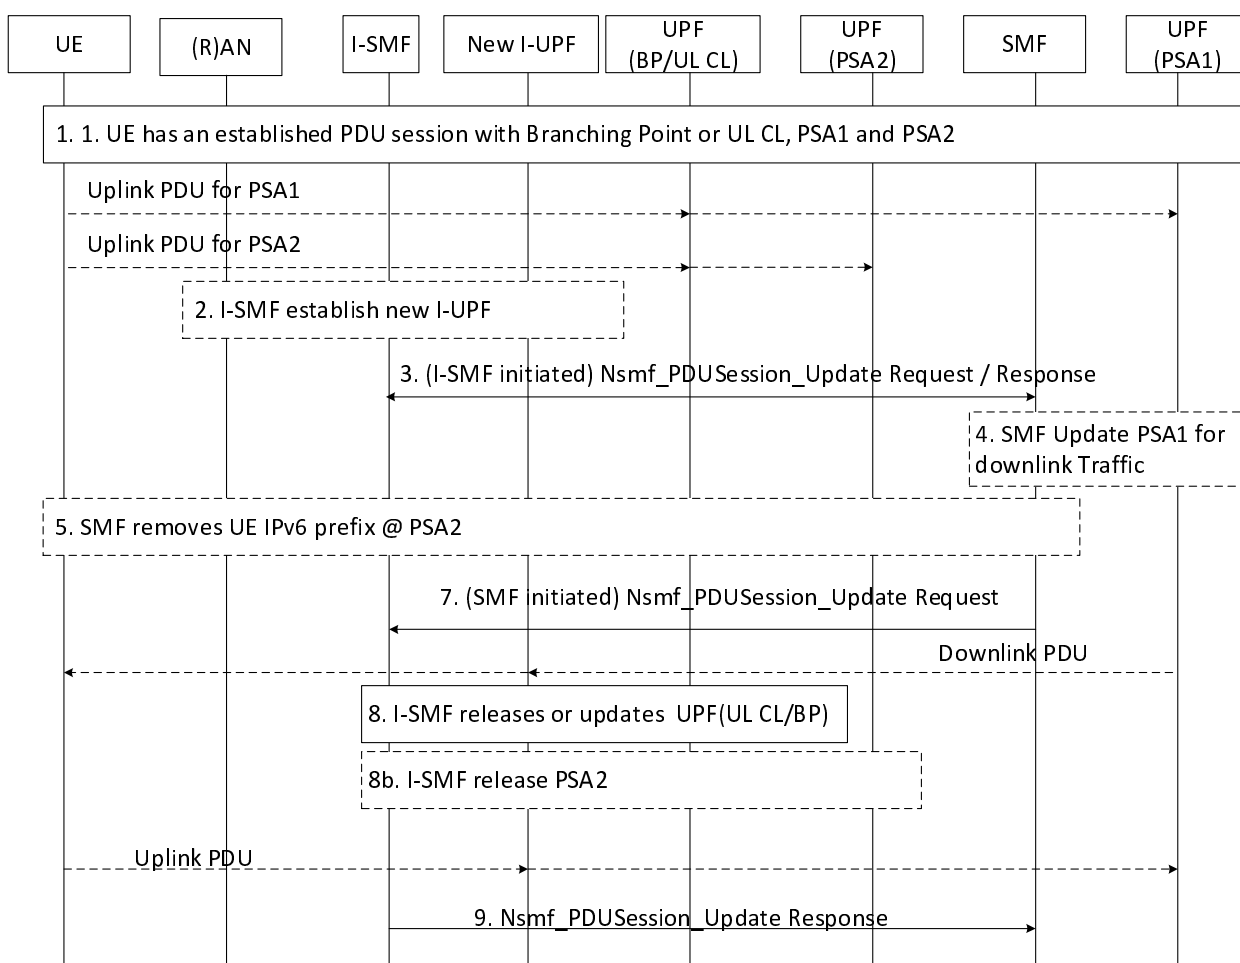 UE
(R)AN
I-SMF
New I-UPF
UPF
(BP/UL CL)
UPF
(PSA2)
SMF
UPF
(PSA1)
1. 1. UE has an established PDU session with Branching Point or UL CL, PSA1 and PSA2
Uplink PDU for PSA1
Uplink PDU for PSA2
2. I-SMF establish new I-UPF
3. (I-SMF initiated) Nsmf_PDUSession_Update Request / Response
4. SMF Update PSA1 for
downlink Traffic
5. SMF removes UE IPv6 prefix @ PSA2
7. (SMF initiated) Nsmf_PDUSession_Update Request
Downlink PDU
8. I-SMF releases or updates UPF(UL CL/BP)
8b. I-SMF release PSA2
Uplink PDU
9. Nsmf_PDUSession_Update Response